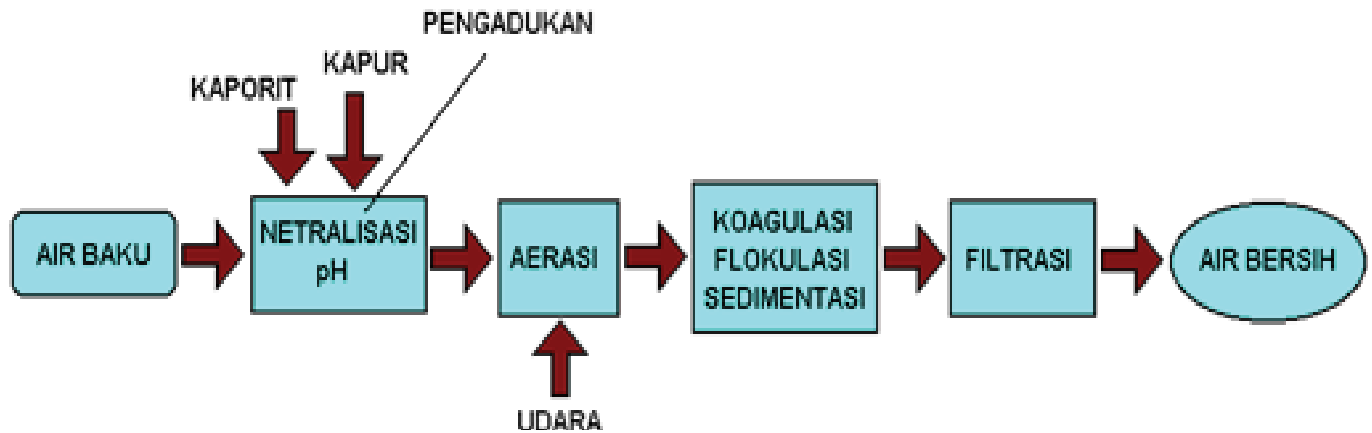 PENGADUKAN
KAPUR
KAPORIT
AIR BAKU
NETRALISASI
pH
AERASI
KOAGULASI
FLOKULASI
SEDIMENTASI
FILTRASI
AIR BERSIH
UDARA